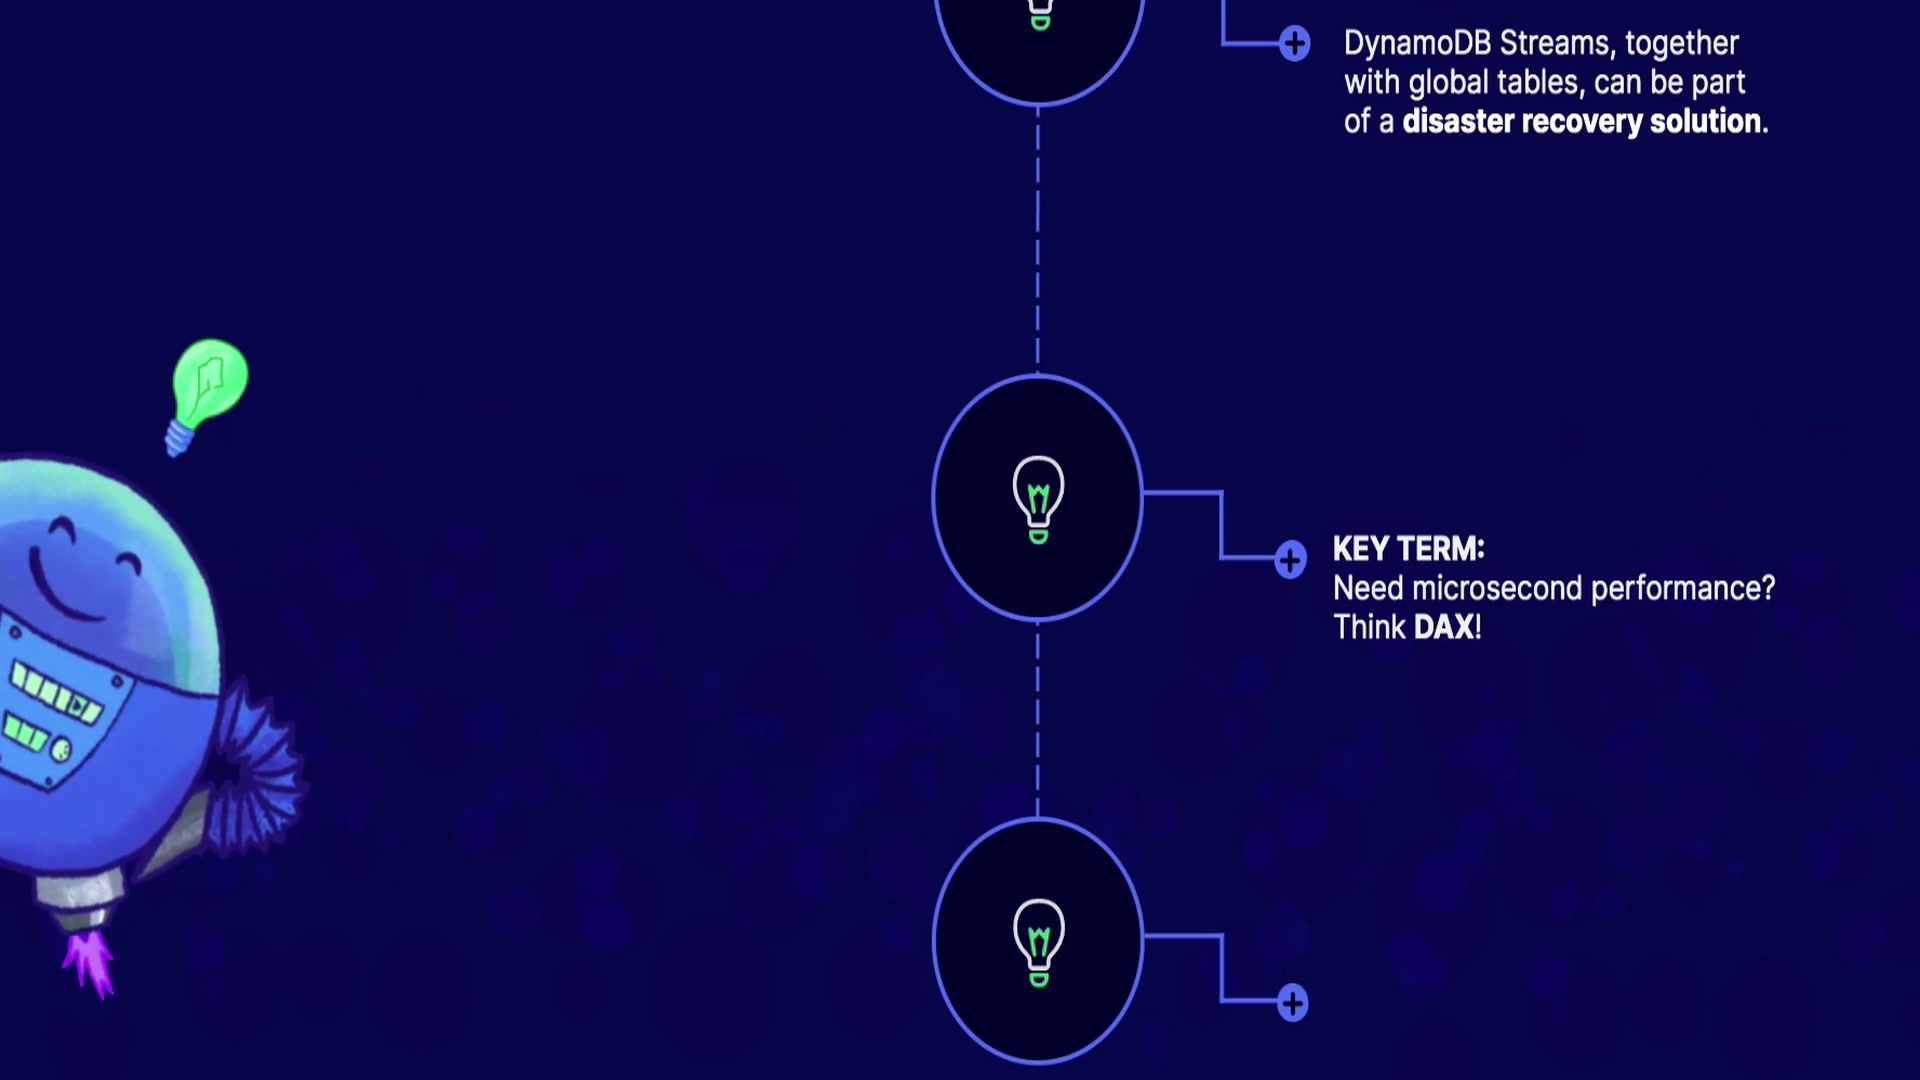 DynamoDB Streams, together
with global tables, can be part
of a disaster recovery solution.
KEY TERM:
Need microsecond performance?
Think DAX!